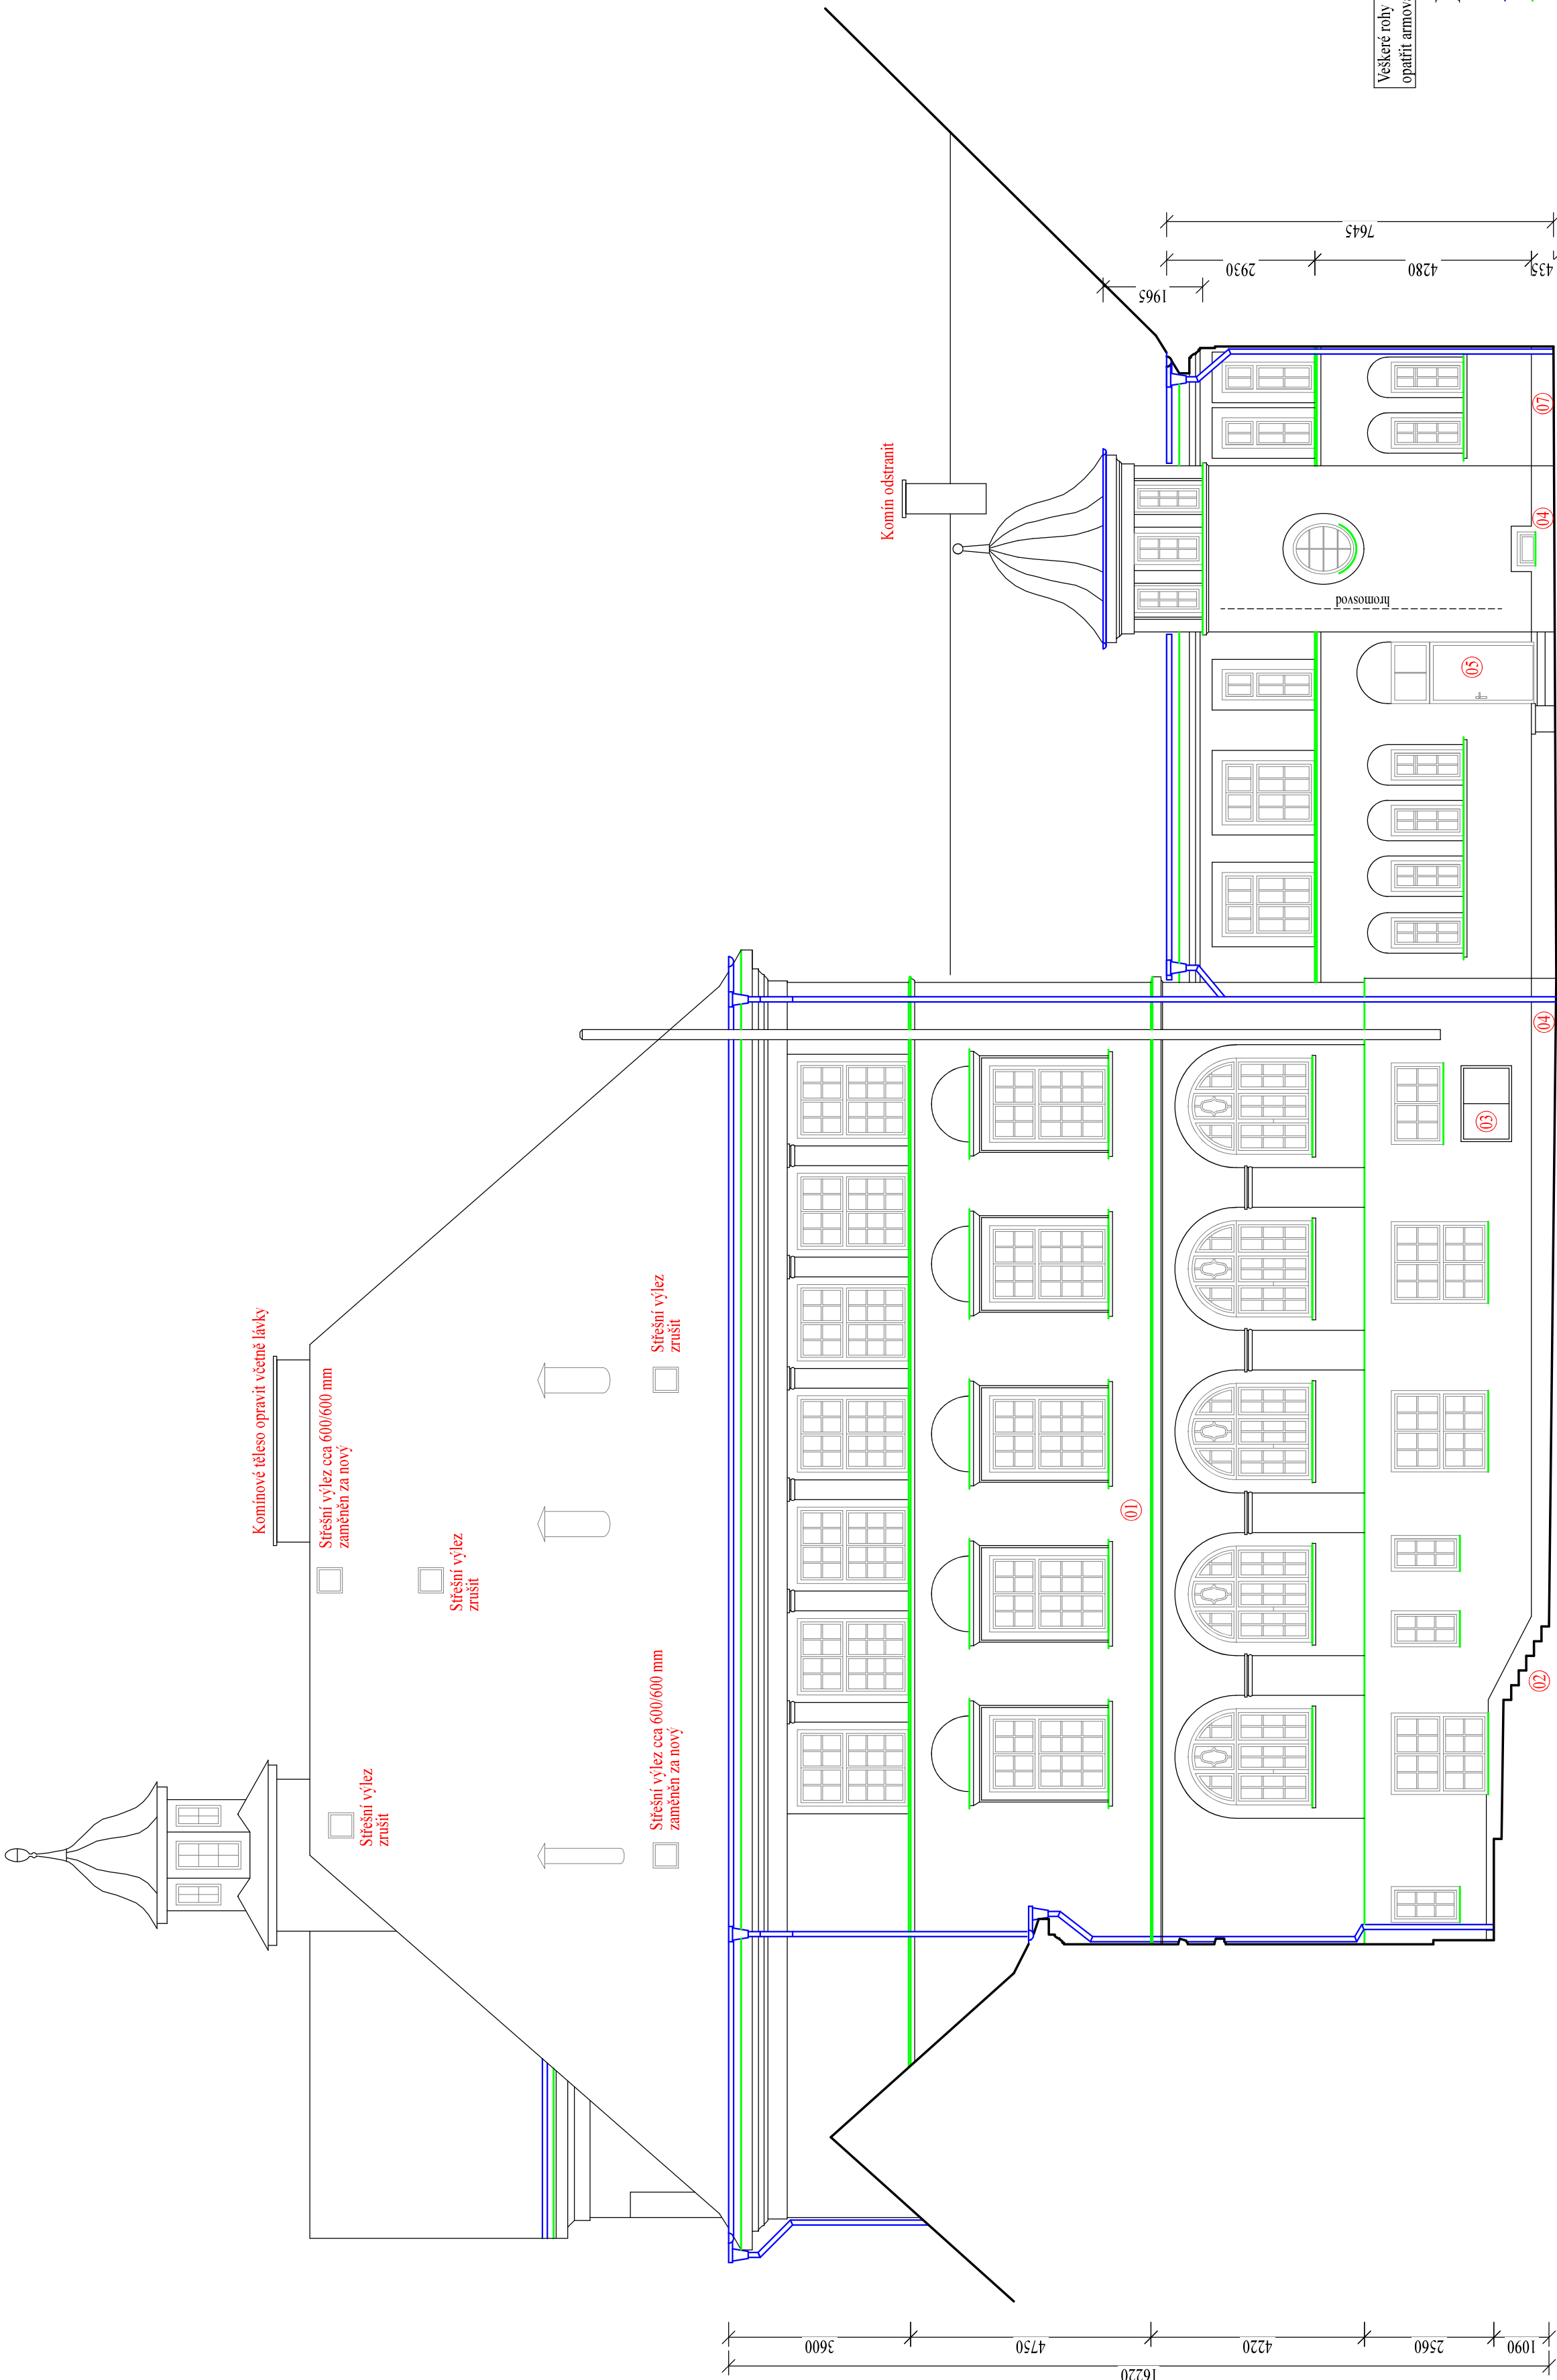 Komínové těleso opravit včetně lávky
Střešní výlez cca 600/600 mm
zaměněn za nový
Střešní výlez
zrušit
Střešní výlez
zrušit
Střešní výlez cca 600/600 mm
zaměněn za nový
Střešní výlez
zrušit
Komín odstranit
Veškeré rohy
opatřit armov
hromosvod
01
02
03
04
04
05
07
3600
4750
4220
2560
1090
16220
1965
2930
4280
435
7645